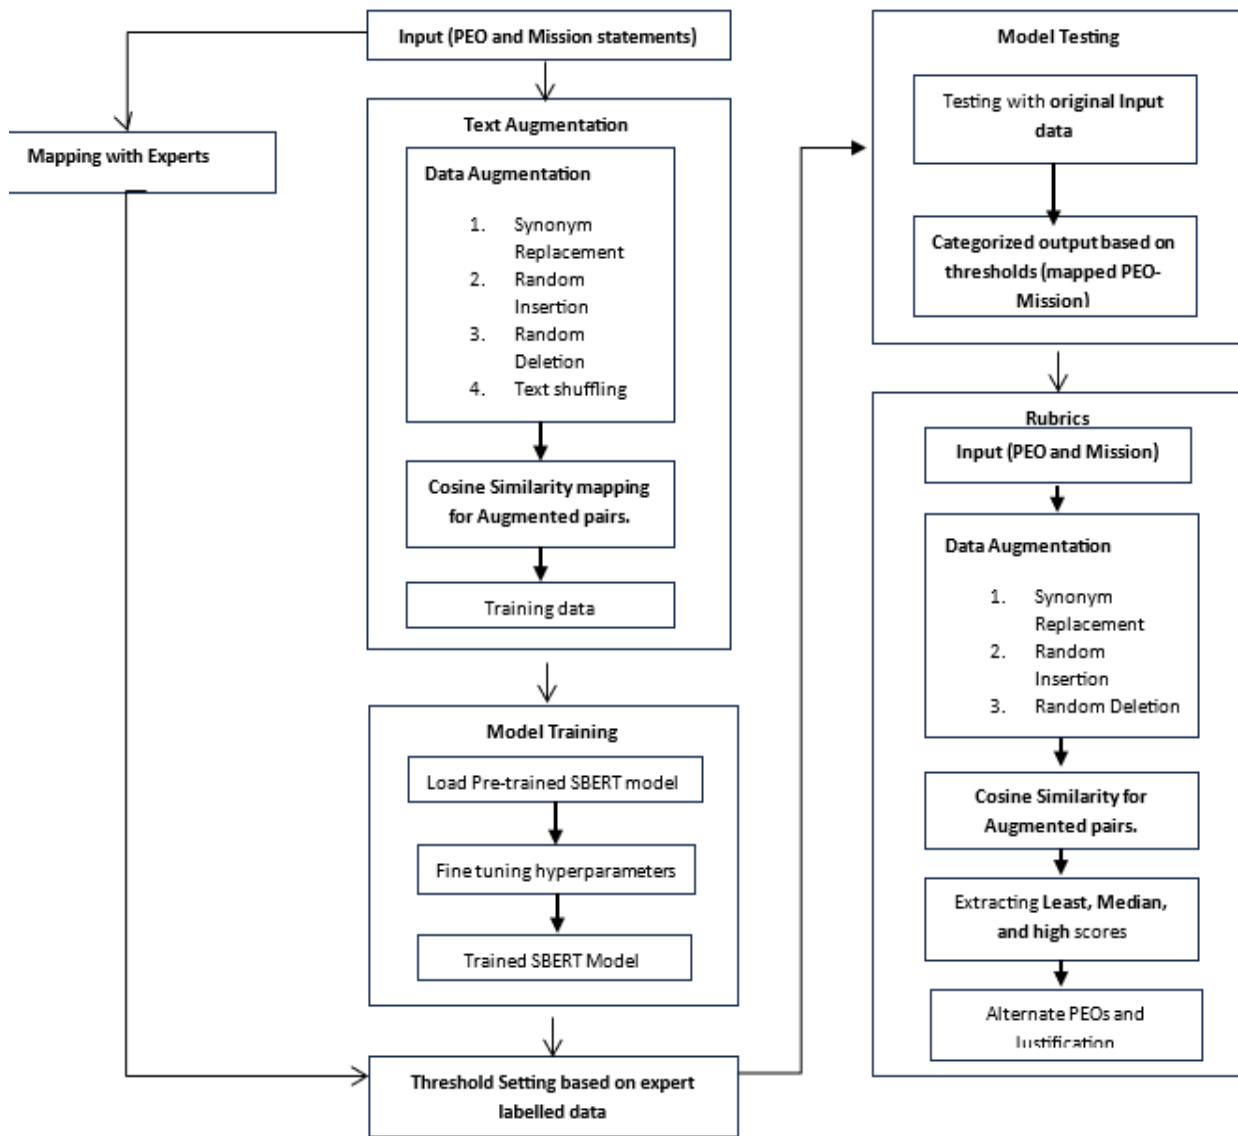 Input (PEO and Mission statements)
Mapping with Experts
Text Augmentation
Data Augmentation
1. Synonym
Replacement
2. Random
Insertion
3. Random
Deletion
4. Text shuffling
Cosine Similarity mapping
for Augmented pairs.
Training data
Model Training
Load Pre-trained SBERT model
Fine tuning hyperparameters
Trained SBERT Model
Threshold Setting based on expert
labelled data
Model Testing
Testing with original Input
data
Categorized output based on
thresholds (mapped PEO-
Mission)
Rubrics
Input (PEO and Mission)
Data Augmentation
1. Synonym
Replacement
2. Random
Insertion
3. Random Deletion
Cosine Similarity for
Augmented pairs.
Extracting Least, Median,
and high scores
Alternate PEOs and
Justification